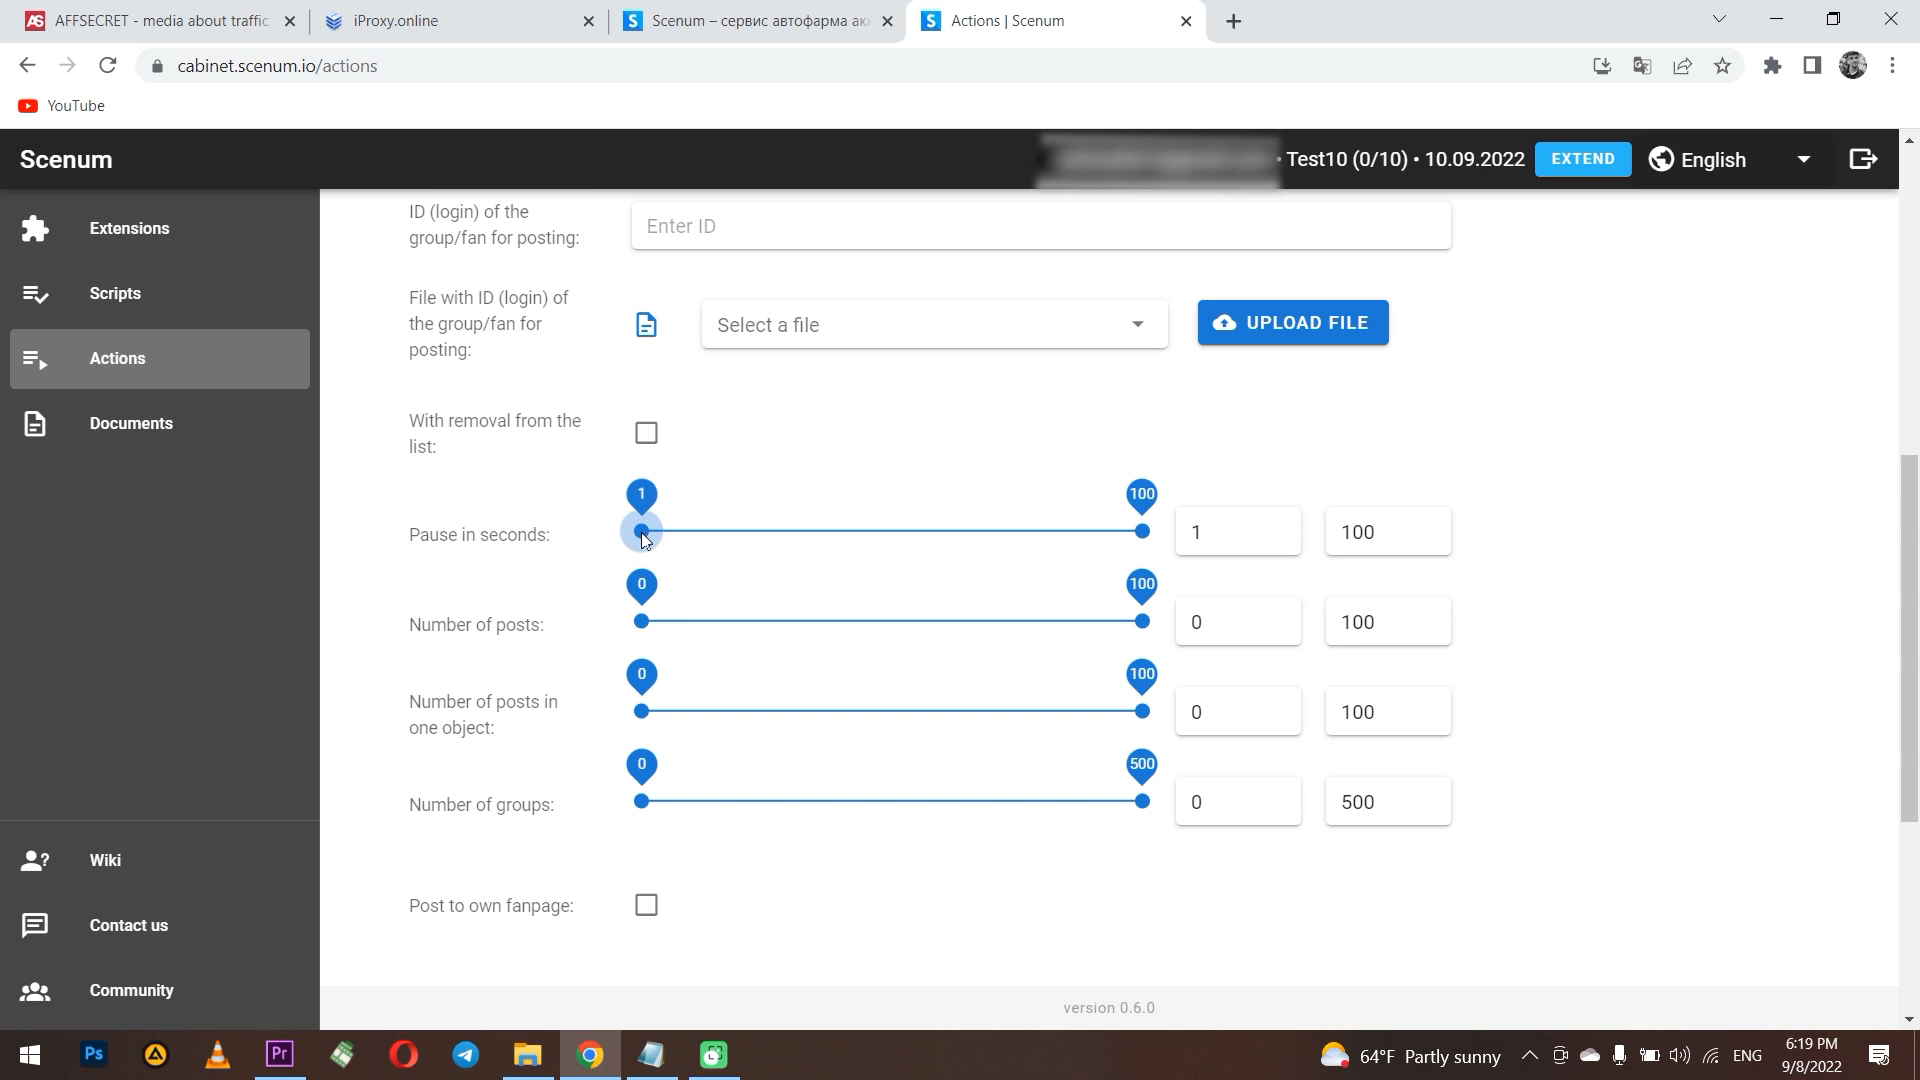 AFFSECRET - media about traffic
iProxy.online
Scenum – сервис автофарма акк
Actions | Scenum
cabinet.scenum.io/actions
YouTube
Scenum
• Test10 (0/10) • 10.09.2022
EXTEND
English
Extensions
Scripts
Actions
Documents
Wiki
Contact us
Community
ID (login) of the
group/fan for posting:
Enter ID
File with ID (login) of
the group/fan for
posting:
Select a file
UPLOAD FILE
With removal from the
list:
Pause in seconds:
1
100
1
100
Number of posts:
0
100
0
100
Number of posts in
one object:
0
100
0
100
Number of groups:
0
500
0
500
Post to own fanpage:
version 0.6.0
Ps
Pr
64°F Partly sunny
ENG
6:19 PM
9/8/2022